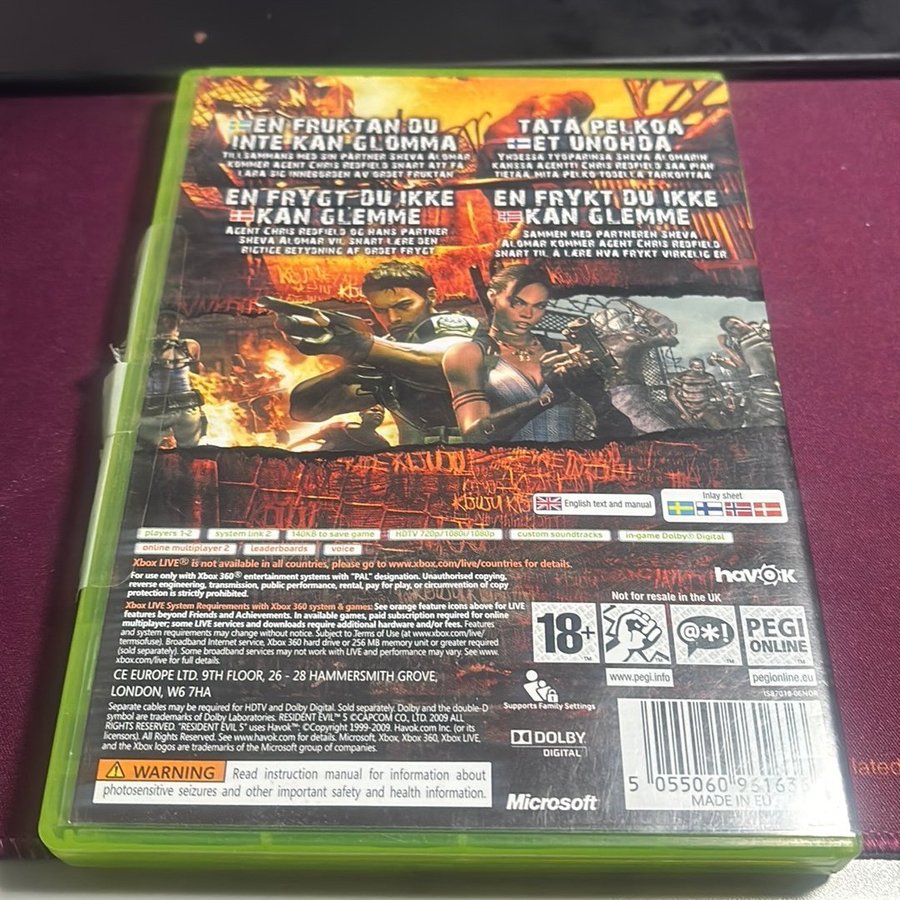 EN FRUKTAN DU
INTE KAN GLÖMMA
TILLSAMMANS MED SIN PARTNER SHEVA ALOMAR
KOMMER AGENT CHRIS REDFIELD SNART ATT FÅ
LÄRA SIG INNEBÖRDEN AV ORDET FRUKTAN
TÄTÄ PELKOA
ET UNOHDA
YHDESSÄ TYÖPARINSA SHEVA ALOMARIN
KANSSA AGENTTI CHRIS REDFIELD SAA PIAN
TIETÄÄ, MITÄ PELKO TODELLA TARKOITTAA
EN FRYGT DU IKKE
KAN GLEMME
AGENT CHRIS REDFIELD OG HANS PARTNER
SHEVA ALOMAR VIL SNART LÆRE DEN
RIGTIGE BETYDNING AF ORDET FRYGT
EN FRYKT DU IKKE
KAN GLEMME
SAMMEN MED PARTNEREN SHEVA
ALOMAR KOMMER AGENT CHRIS REDFIELD
SNART TIL Å LÆRE HVA FRYKT VIRKELIG ER
English text and manual
Inlay sheet
players 1-2
system link 2
140KB to save game
HDTV 720p/1080i/1080p
custom soundtracks
in-game Dolby® Digital
online multiplayer 2
leaderboards
voice
Xbox LIVE® is not available in all countries, please go to www.xbox.com/live/countries for details.
For use only with Xbox 360® entertainment systems with "PAL" designation. Unauthorised copying,
reverse engineering, transmission, public performance, rental, pay for play, or circumvention of copy
protection is strictly prohibited.
havok
Xbox LIVE System Requirements with Xbox 360 system & games: See orange feature icons above for LIVE
features beyond Friends and Achievements. In available games, paid subscription required for online
multiplayer; some LIVE services and downloads require additional hardware and/or fees. Features
and system requirements may change without notice. Subject to Terms of Use (at www.xbox.com/live/
termsofuse). Broadband Internet service, Xbox 360 hard drive or 256 MB memory unit or greater required
(sold separately). Some broadband services may not work with LIVE and performance may vary. See www.
xbox.com/live for full details.
Not for resale in the UK
18+
@*!
PEGI
ONLINE
www.pegi.info
pegionline.eu
CE EUROPE LTD. 9TH FLOOR, 26 - 28 HAMMERSMITH GROVE,
LONDON, W6 7HA
Supports Family Settings
IS87018-06NOR
Separate cables may be required for HDTV and Dolby Digital. Sold separately. Dolby and the double-D
symbol are trademarks of Dolby Laboratories. RESIDENT EVIL™ 5 ©CAPCOM CO., LTD. 2009 ALL
RIGHTS RESERVED. "RESIDENT EVIL 5" uses Havok™: ©Copyright 1999-2009. Havok.com Inc. (or its
licensors). All Rights Reserved. See www.havok.com for details. Microsoft, Xbox, Xbox 360, Xbox LIVE,
and the Xbox logos are trademarks of the Microsoft group of companies.
DOLBY
DIGITAL
WARNING
Read instruction manual for information about
photosensitive seizures and other important safety and health information.
Microsoft
5 055060 961636
MADE IN EU